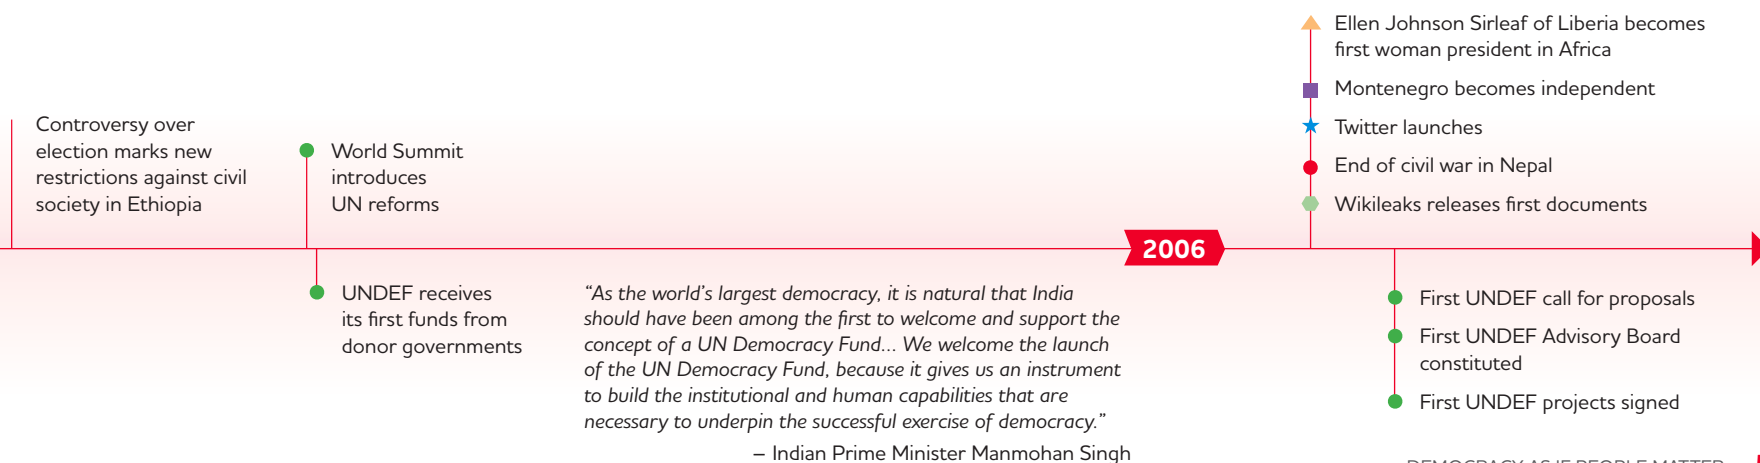 Controversy over
election marks new
restrictions against civil
society in Ethiopia
World Summit
introduces
UN reforms
UNDEF receives
its first funds from
donor governments
“As the world’s largest democracy, it is natural that India
should have been among the first to welcome and support the
concept of a UN Democracy Fund... We welcome the launch
of the UN Democracy Fund, because it gives us an instrument
to build the institutional and human capabilities that are
necessary to underpin the successful exercise of democracy.”
– Indian Prime Minister Manmohan Singh
2006
Ellen Johnson Sirleaf of Liberia becomes
first woman president in Africa
Montenegro becomes independent
Twitter launches
End of civil war in Nepal
Wikileaks releases first documents
First UNDEF call for proposals
First UNDEF Advisory Board
constituted
First UNDEF projects signed
DEMOCRACY AS IF PEOPLE MATTER